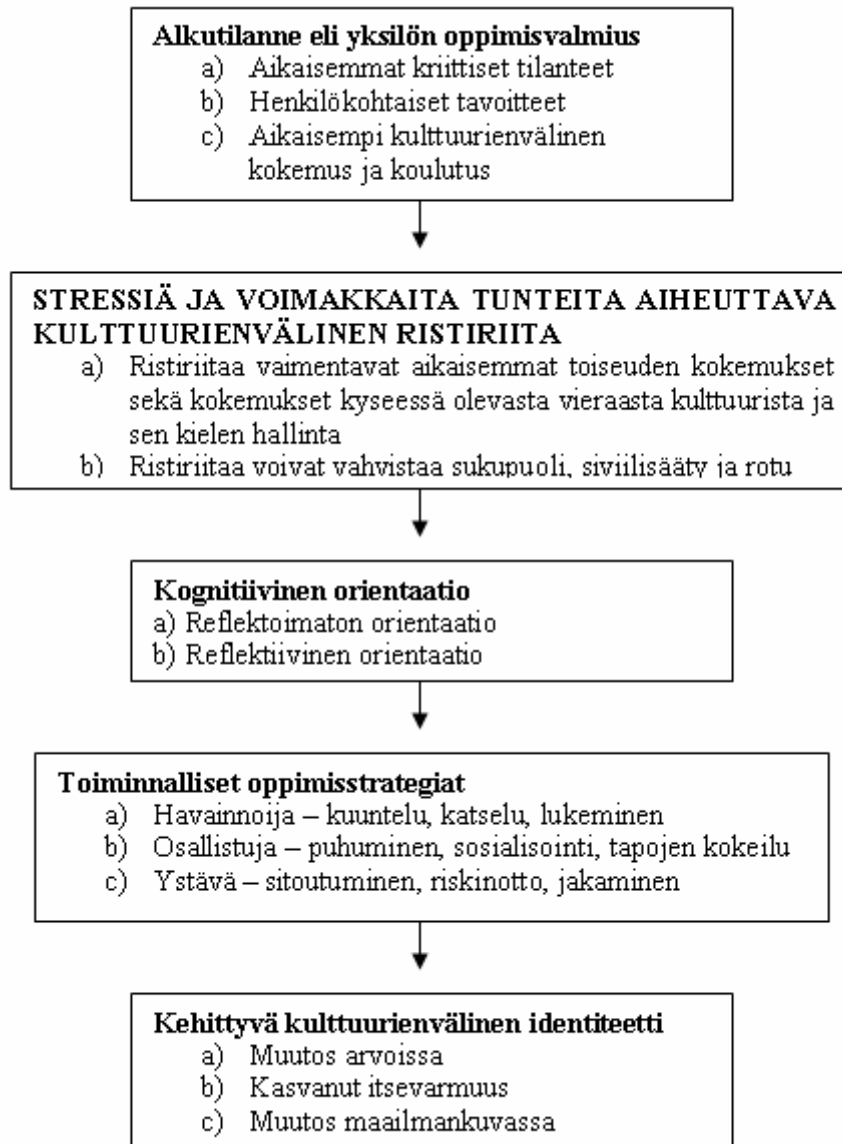 Alkutilanne eli yksilön oppimisvalmius
a) Aikaisemmat kriittiset tilanteet
b) Henkilökohtaiset tavoitteet
c) Aikaisempi kulttuurienvälinen
kokemus ja koulutus
STRESSIÄ JA VOIMAKKAITA TUNTEITA AIHEUTTAVA
KULTTUURIENVÄLINEN RISTIRIITA
a) Ristiriitaa vaimentavat aikaisemmat toiseuden kokemukset
sekä kokemukset kyseessä olevasta vieraasta kulttuurista ja
sen kielen hallinta
b) Ristiriitaa voivat vahvistaa sukupuoli, siviilisääty ja rotu
Kognitiivinen orientaatio
a) Reflektoimaton orientaatio
b) Reflektiivinen orientaatio
Toiminnalliset oppimisstrategiat
a) Havainnoija – kuuntelu, katselu, lukeminen
b) Osallistuja – puhuminen, sosialisointi, tapojen kokeilu
c) Ystävä – sitoutuminen, riskinotto, jakaminen
Kehittyvä kulttuurienvälinen identiteetti
a) Muutos arvoissa
b) Kasvanut itsevarmuus
c) Muutos maailmankuvassa